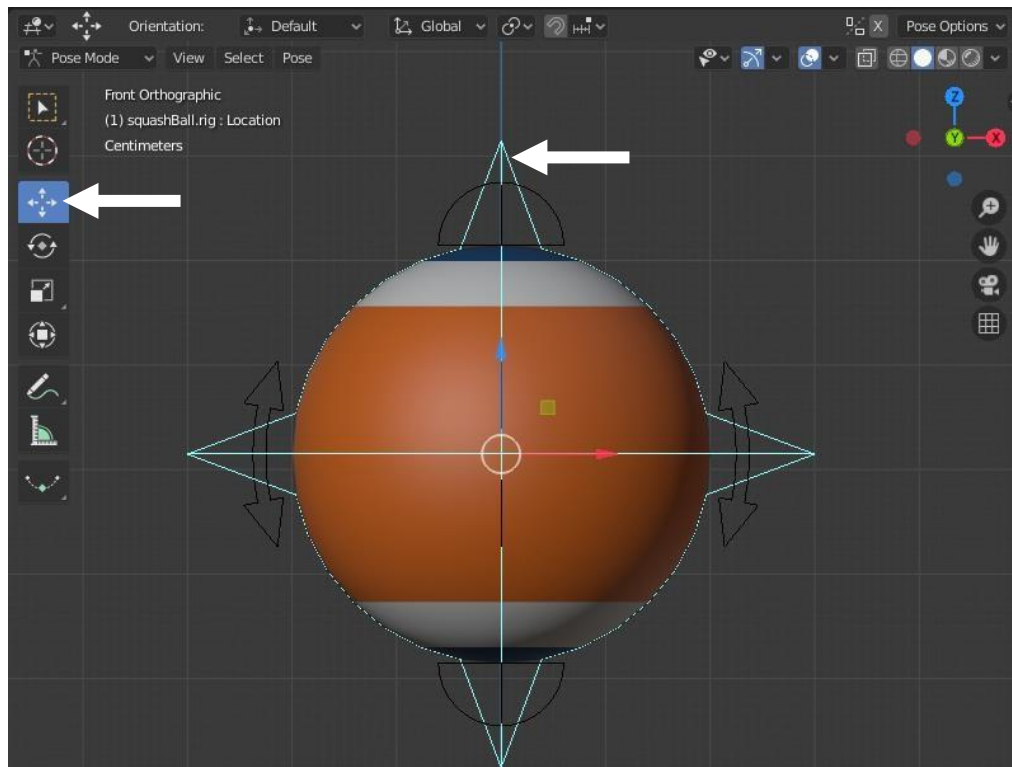 Orientation: Default Global X Pose Options
Pose Mode View Select Pose
Front Orthographic
(1) squashBall.rig : Location
Centimeters
Z
Y X